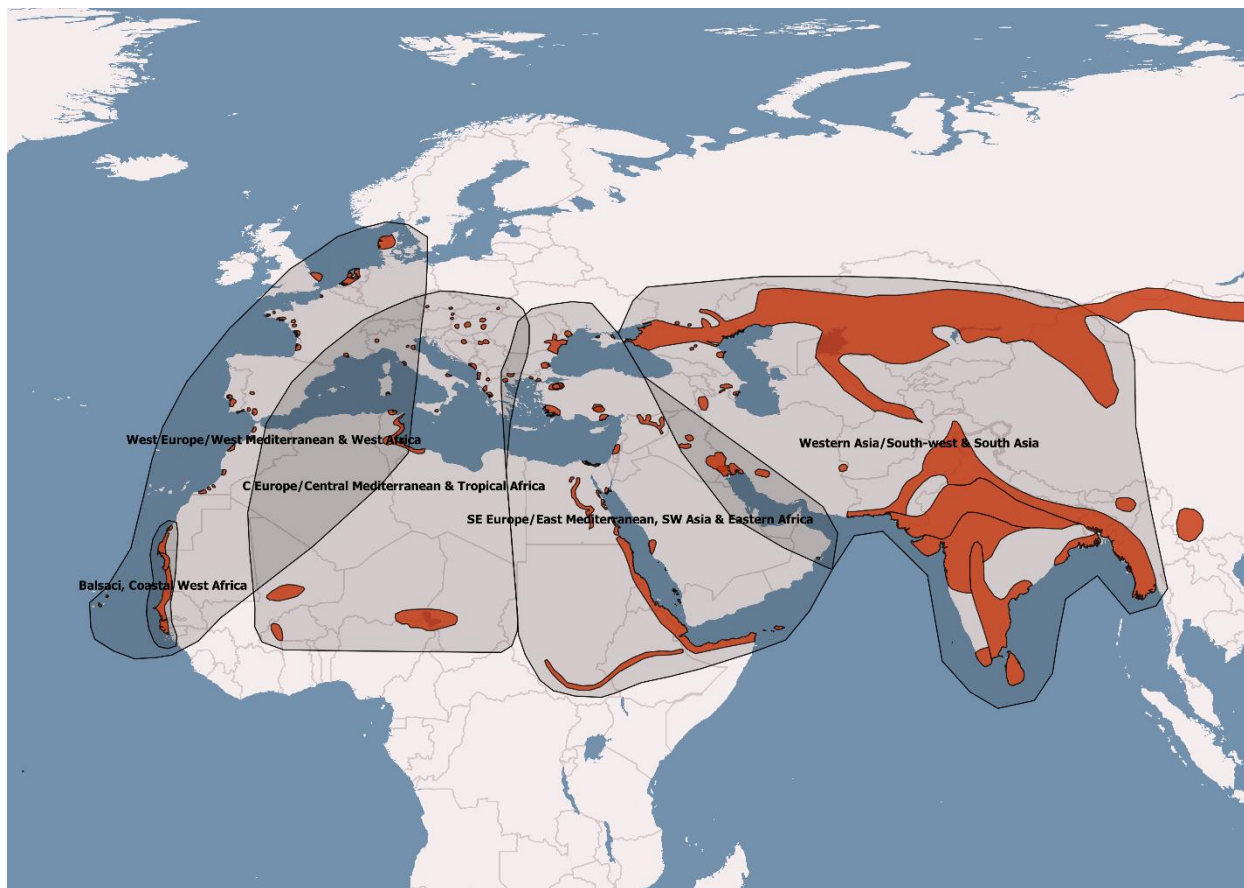 West Europe/West Mediterranean & West Africa
Western Asia/South-west & South Asia
C Europe/Central Mediterranean & Tropical Africa
SE Europe/East Mediterranean, SW Asia & Eastern Africa
Balsaci, Coastal West Africa